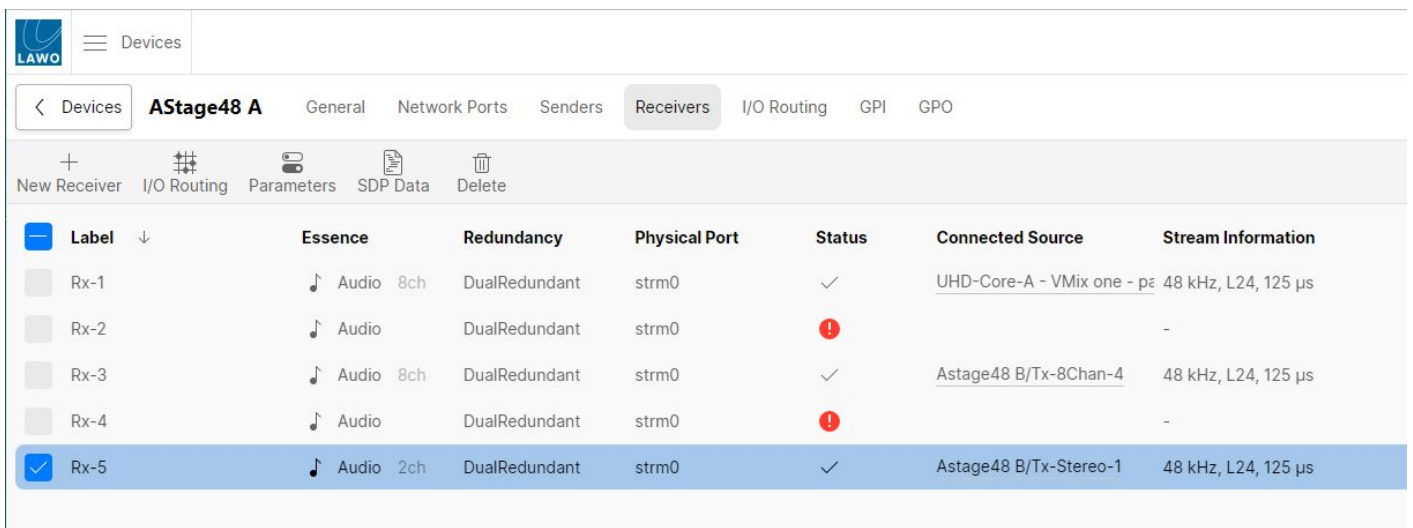 LAWO
Devices
Devices AStage48 A General Network Ports Senders Receivers I/O Routing GPI GPO
New Receiver I/O Routing Parameters SDP Data Delete
Label Essence Redundancy Physical Port Status Connected Source Stream Information
Rx-1 Audio 8ch DualRedundant strm0 UHD-Core-A - VMix one - pa 48 kHz, L24, 125 µs
Rx-2 Audio DualRedundant strm0 -
Rx-3 Audio 8ch DualRedundant strm0 Astage48 B/Tx-8Chan-4 48 kHz, L24, 125 µs
Rx-4 Audio DualRedundant strm0 -
Rx-5 Audio 2ch DualRedundant strm0 Astage48 B/Tx-Stereo-1 48 kHz, L24, 125 µs